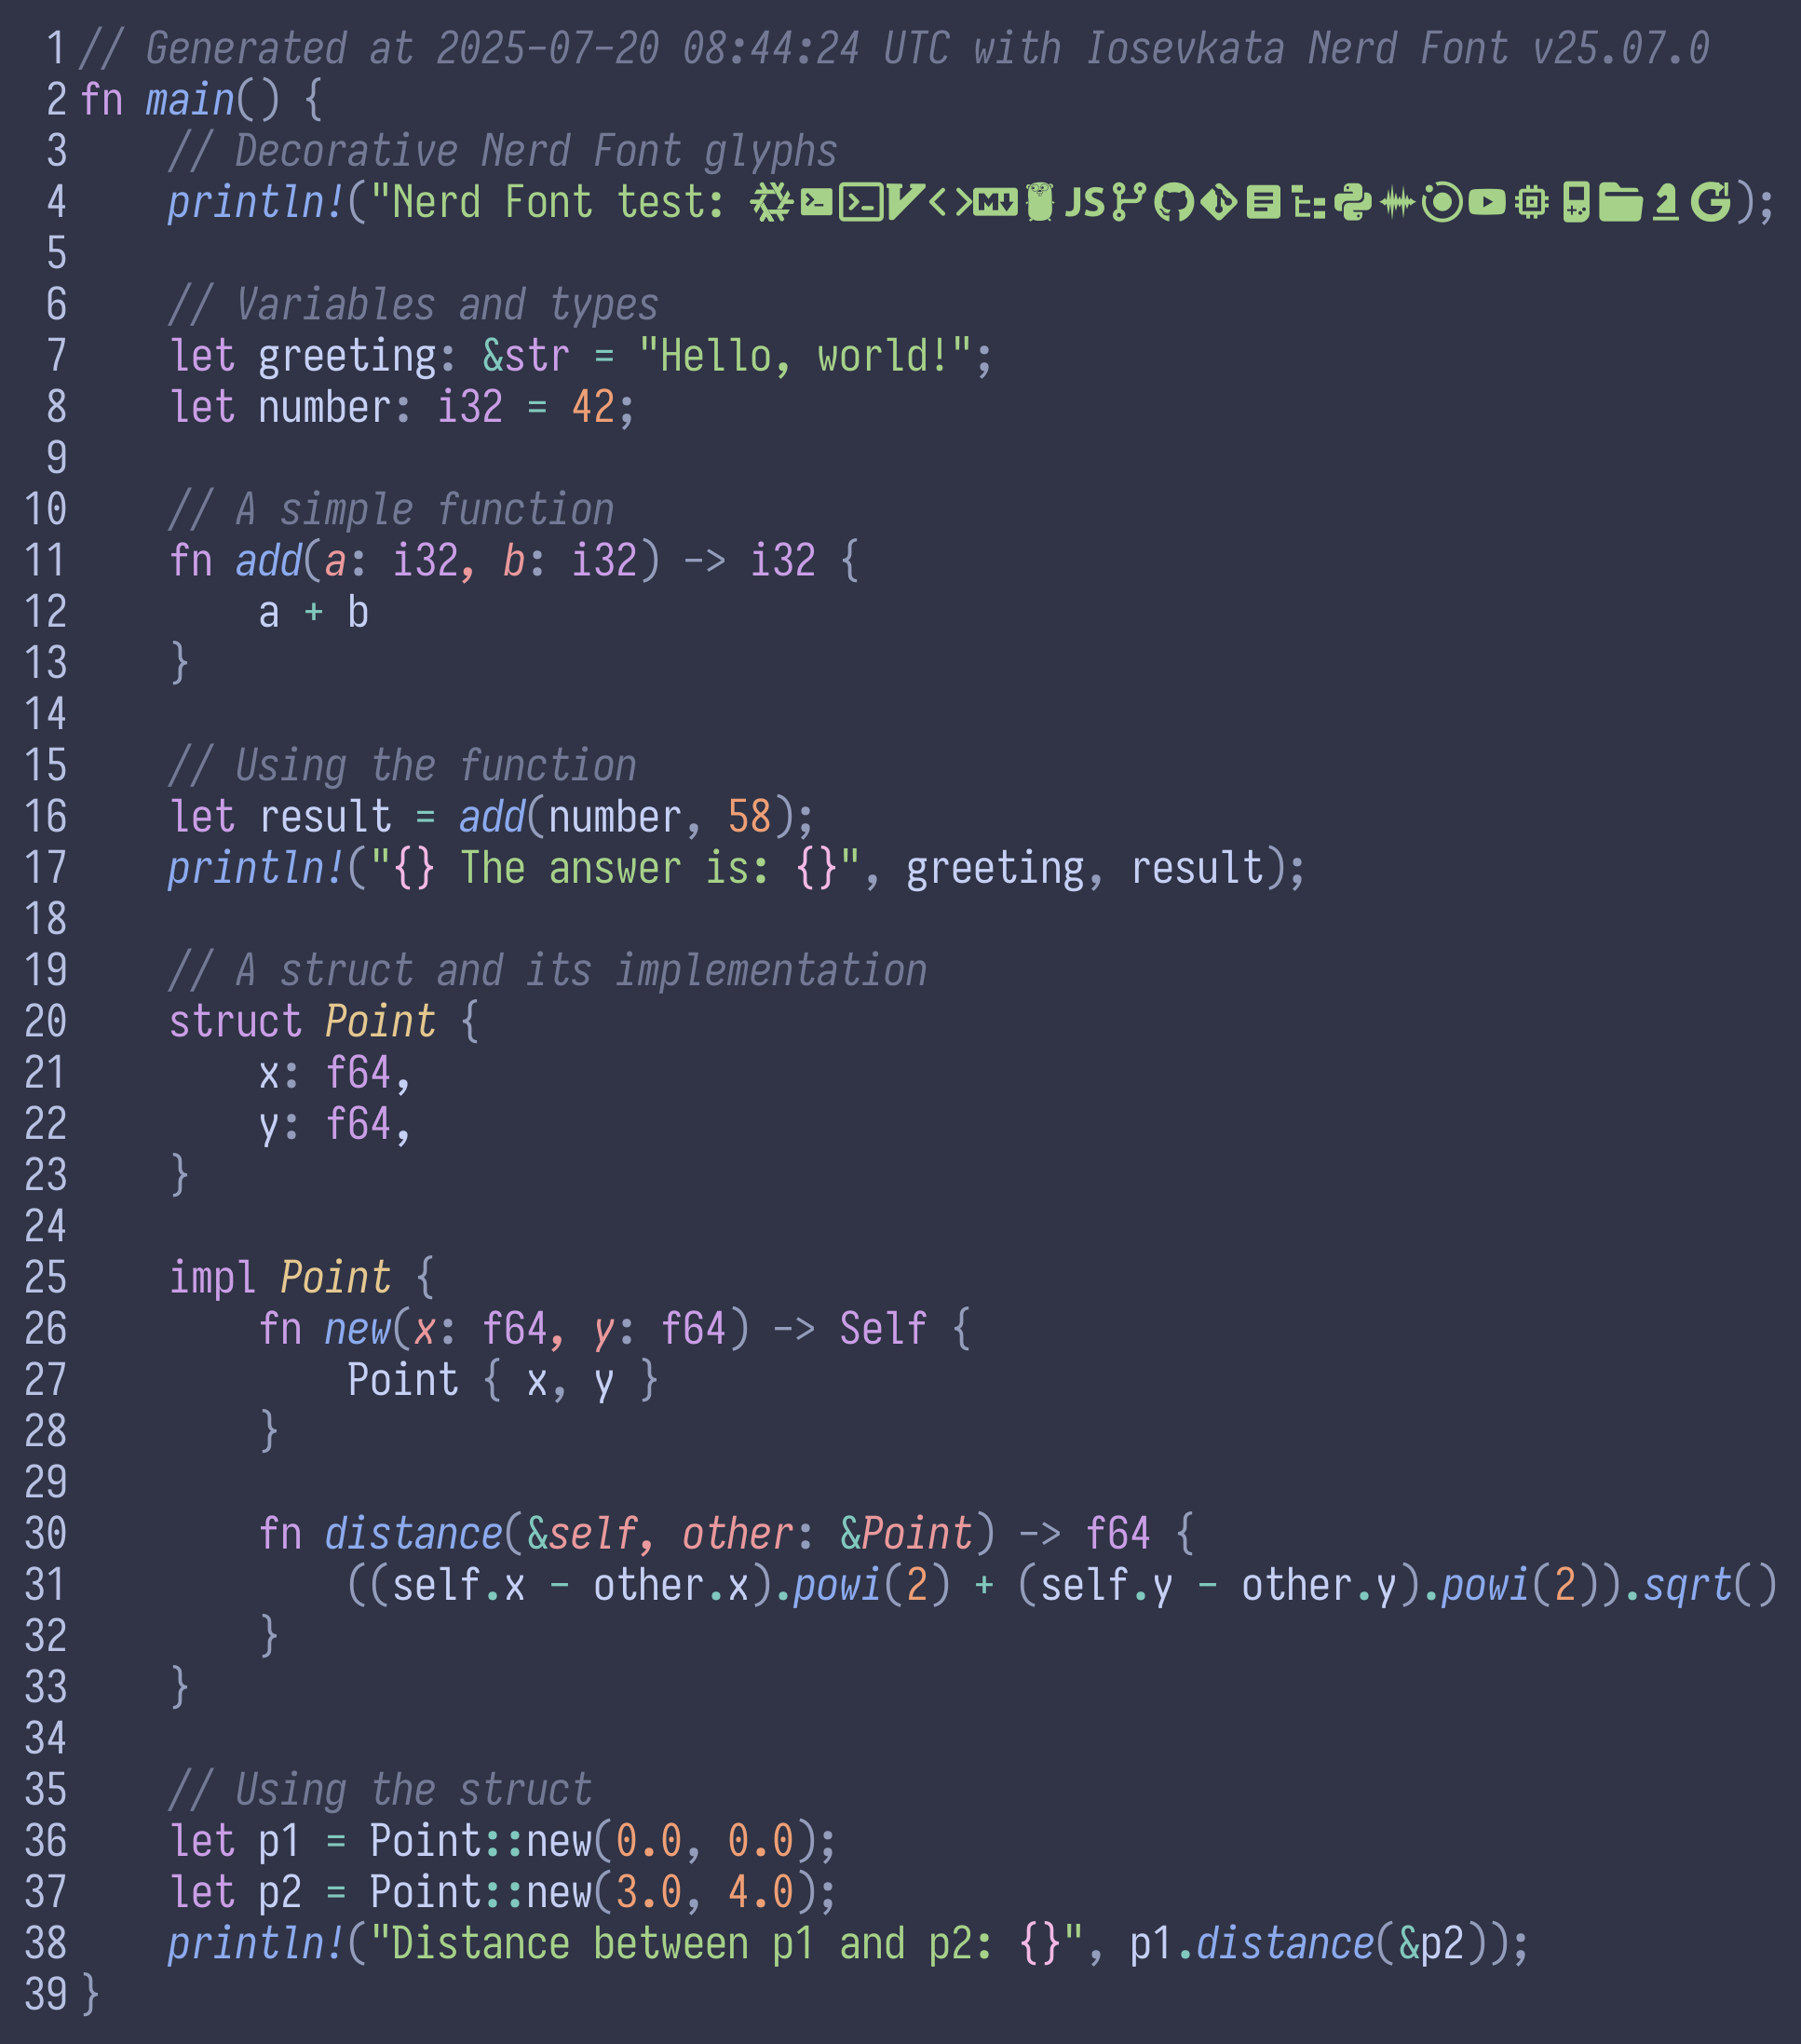 1 // Generated at 2025-07-20 08:44:24 UTC with Iosevkata Nerd Font v25.07.0
2 fn main() {
3     // Decorative Nerd Font glyphs
4     println!("Nerd Font test: JS );
5
6     // Variables and types
7     let greeting: &str = "Hello, world!";
8     let number: i32 = 42;
9
10     // A simple function
11     fn add(a: i32, b: i32) -> i32 {
12         a + b
13     }
14
15     // Using the function
16     let result = add(number, 58);
17     println!("{} The answer is: {}", greeting, result);
18
19     // A struct and its implementation
20     struct Point {
21         x: f64,
22         y: f64,
23     }
24
25     impl Point {
26         fn new(x: f64, y: f64) -> Self {
27             Point { x, y }
28         }
29
30         fn distance(&self, other: &Point) -> f64 {
31             ((self.x - other.x).powi(2) + (self.y - other.y).powi(2)).sqrt()
32         }
33     }
34
35     // Using the struct
36     let p1 = Point::new(0.0, 0.0);
37     let p2 = Point::new(3.0, 4.0);
38     println!("Distance between p1 and p2: {}", p1.distance(&p2));
39 }